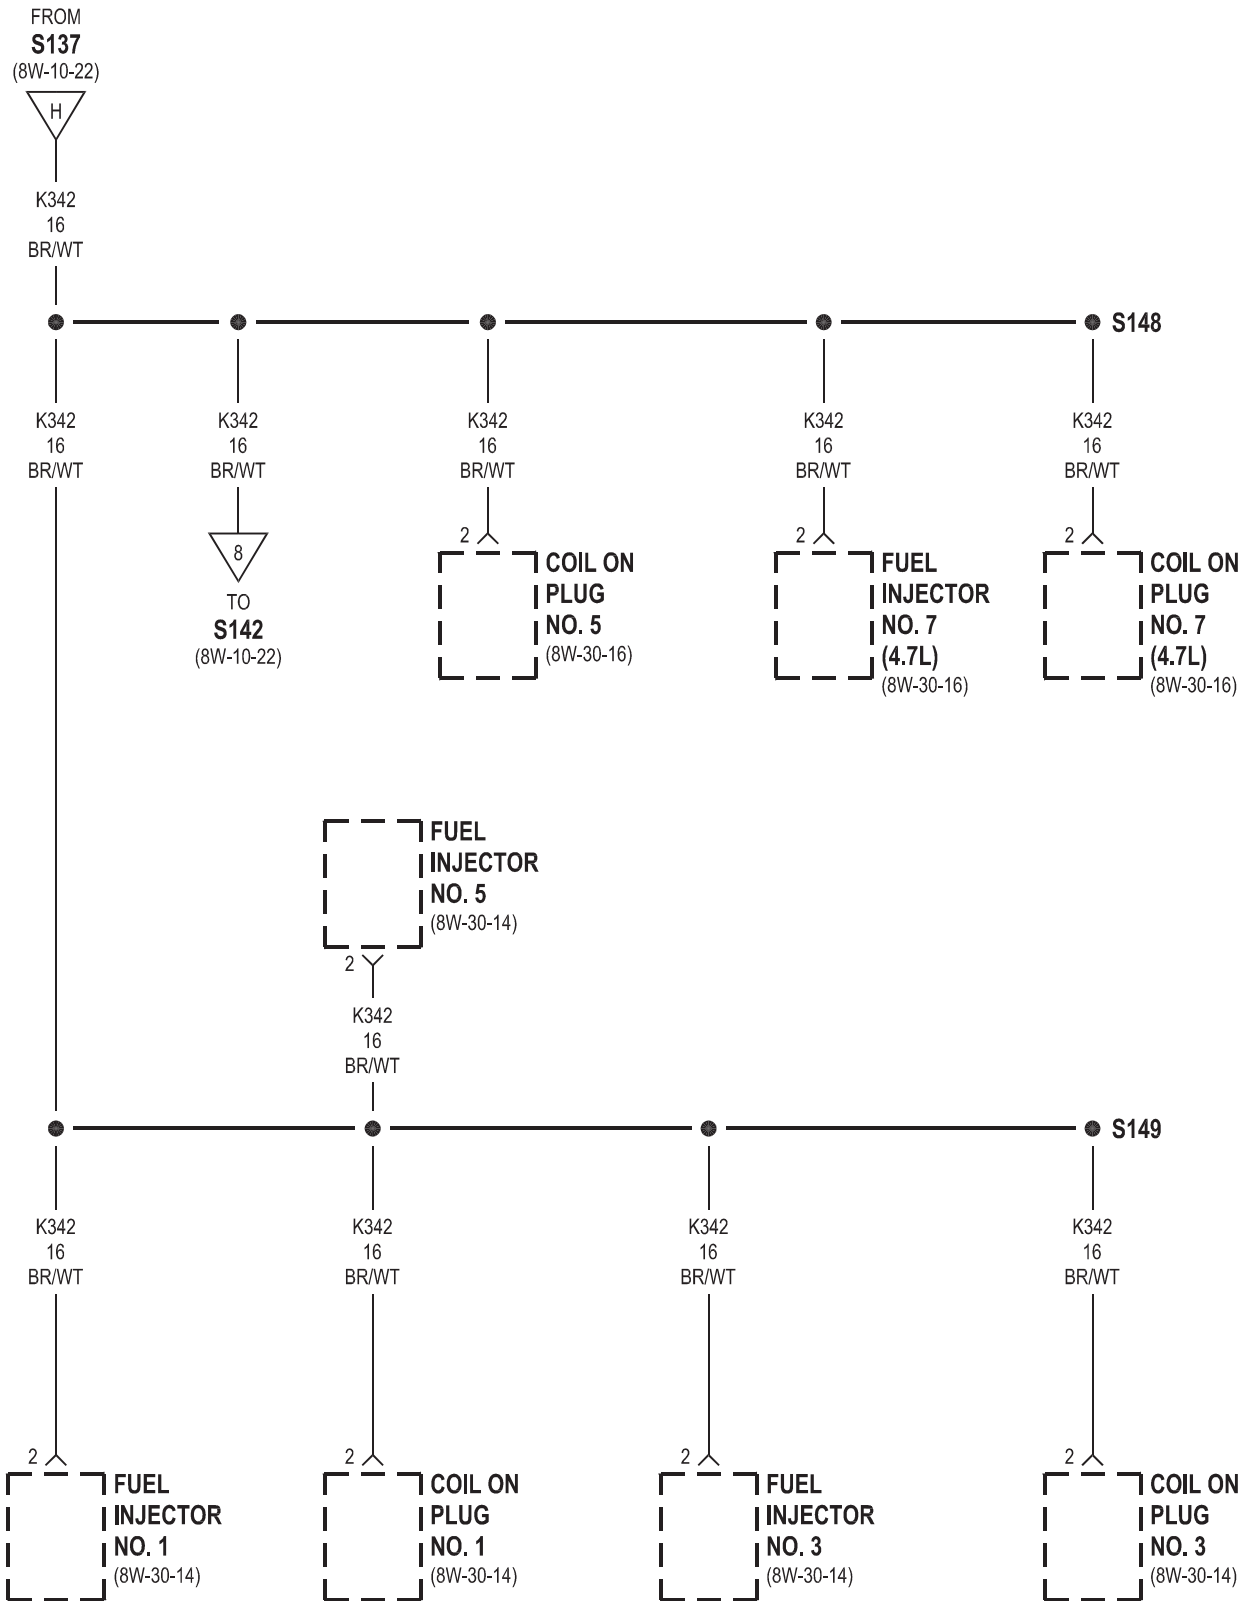 FROM
S137
(8W-10-22)
H
K342
16
BR/WT
S148
K342
16
BR/WT
K342
16
BR/WT
K342
16
BR/WT
K342
16
BR/WT
K342
16
BR/WT
8
TO
S142
(8W-10-22)
2
COIL ON
PLUG
NO. 5
(8W-30-16)
2
FUEL
INJECTOR
NO. 7
(4.7L)
(8W-30-16)
2
COIL ON
PLUG
NO. 7
(4.7L)
(8W-30-16)
FUEL
INJECTOR
NO. 5
(8W-30-14)
2
K342
16
BR/WT
S149
K342
16
BR/WT
K342
16
BR/WT
K342
16
BR/WT
K342
16
BR/WT
2
FUEL
INJECTOR
NO. 1
(8W-30-14)
2
COIL ON
PLUG
NO. 1
(8W-30-14)
2
FUEL
INJECTOR
NO. 3
(8W-30-14)
2
COIL ON
PLUG
NO. 3
(8W-30-14)